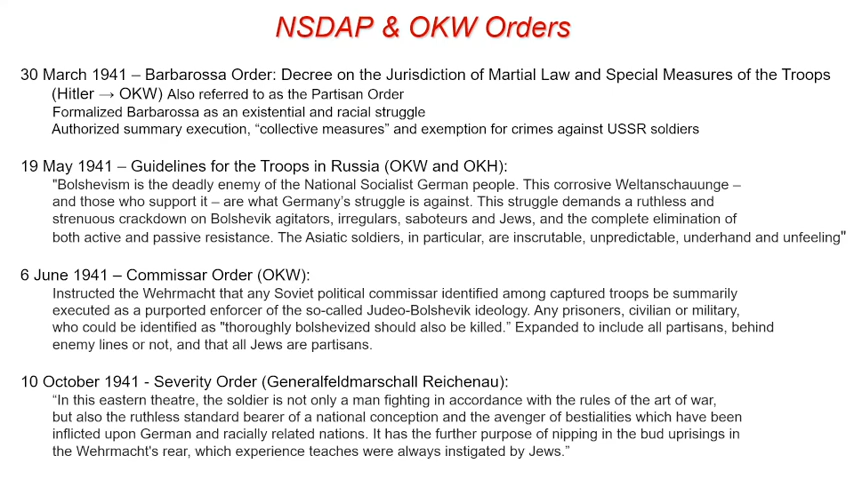 NSDAP & OKW Orders
30 March 1941 – Barbarossa Order: Decree on the Jurisdiction of Martial Law and Special Measures of the Troops
(Hitler → OKW) Also referred to as the Partisan Order
Formalized Barbarossa as an existential and racial struggle
Authorized summary execution, “collective measures” and exemption for crimes against USSR soldiers
19 May 1941 – Guidelines for the Troops in Russia (OKW and OKH):
"Bolshevism is the deadly enemy of the National Socialist German people. This corrosive Weltanschauunge –
and those who support it – are what Germany’s struggle is against. This struggle demands a ruthless and
strenuous crackdown on Bolshevik agitators, irregulars, saboteurs and Jews, and the complete elimination of
both active and passive resistance. The Asiatic soldiers, in particular, are inscrutable, unpredictable, underhand and unfeeling"
6 June 1941 – Commissar Order (OKW):
Instructed the Wehrmacht that any Soviet political commissar identified among captured troops be summarily
executed as a purported enforcer of the so-called Judeo-Bolshevik ideology. Any prisoners, civilian or military,
who could be identified as "thoroughly bolshevized should also be killed.” Expanded to include all partisans, behind
enemy lines or not, and that all Jews are partisans.
10 October 1941 - Severity Order (Generalfeldmarschall Reichenau):
“In this eastern theatre, the soldier is not only a man fighting in accordance with the rules of the art of war,
but also the ruthless standard bearer of a national conception and the avenger of bestialities which have been
inflicted upon German and racially related nations. It has the further purpose of nipping in the bud uprisings in
the Wehrmacht's rear, which experience teaches were always instigated by Jews.”